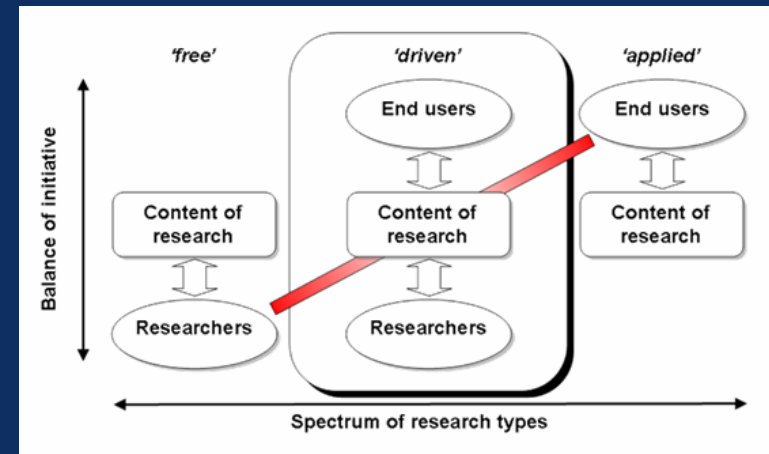 'free'
'driven'
'applied'
End users
End users
Balance of initiative
Content of
research
Content of
research
Content of
research
Researchers
Researchers
Spectrum of research types